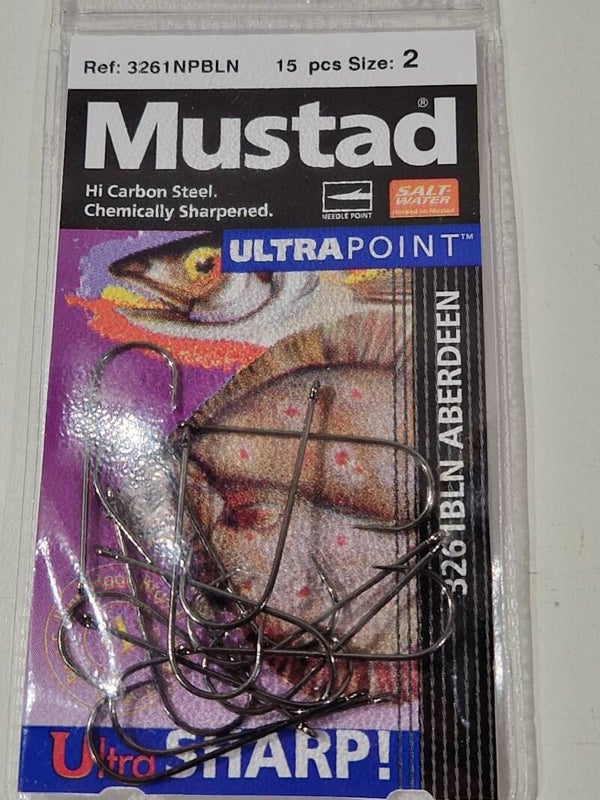 Ref: 3261NPBLN 15 pcs Size: 2
Mustad®
Hi Carbon Steel.
Chemically Sharpened.
NEEDLE POINT
SALT-
WATER
ULTRAPOINT™
3261BLN ABERDEEN
Ultra SHARP!